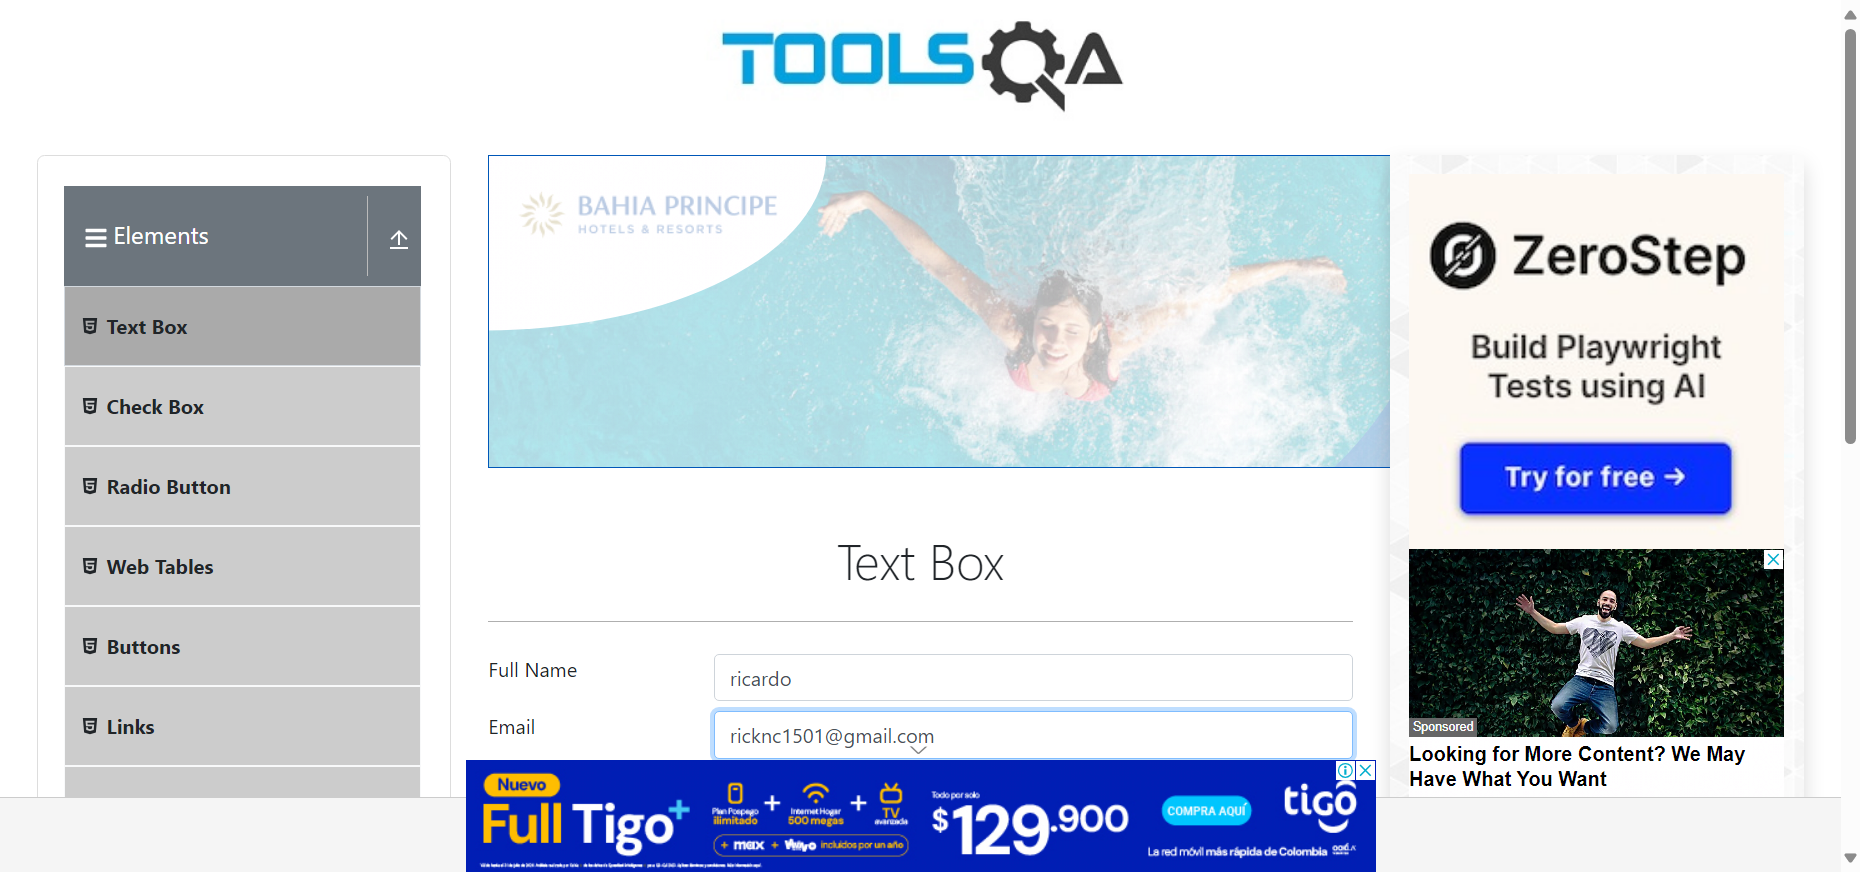 TOOLSQA
Elements
Text Box
Check Box
Radio Button
Web Tables
Buttons
Links
BAHIA PRINCIPE
HOTELS & RESORTS
Text Box
Full Name
ricardo
Email
ricknc1501@gmail.com
ZeroStep
Build Playwright
Tests using AI
Try for free →
Sponsored
Looking for More Content? We May
Have What You Want
Nuevo
Full Tigo+
Plan Pospago
ilimitado
+
Internet Hogar
500 megas
+
TV
avanzada
+ max + Vivvo incluidos por un año
Todo por solo
$129.900
COMPRA AQUÍ
tigo
La red móvil más rápida de Colombia